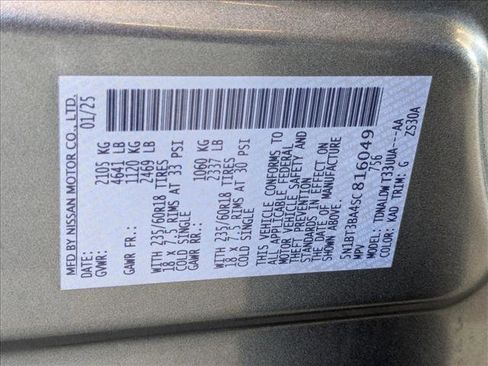 MFD BY NISSAN MOTOR CO., LTD.
DATE: 01/25
GVWR: 2105 KG
4641 LB
GAWR FR.: 1120 KG
2469 LB
WITH 235/60R18 TIRES
18 X 7.5 RIMS AT 33 PSI
COLD SINGLE
GAWR RR.: 1060 KG
2337 LB
WITH 235/60R18 TIRES
18 X 7.5 RIMS AT 30 PSI
COLD SINGLE
THIS VEHICLE CONFORMS TO
ALL APPLICABLE FEDERAL
MOTOR VEHICLE SAFETY AND
THEFT PREVENTION
STANDARDS IN EFFECT ON
THE DATE OF MANUFACTURE
SHOWN ABOVE
5N1BT3BA4SC816049
MPV 756
TYPE: TDMALDW T33UUA---AA
COLOR: KAD TRIM: G ZS30A